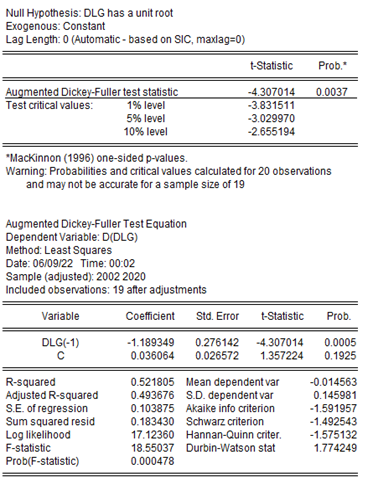 Null Hypothesis: DLG has a unit root
Exogenous: Constant
Lag Length: 0 (Automatic - based on SIC, maxlag=0)
t-Statistic Prob.*
Augmented Dickey-Fuller test statistic -4.307014 0.0037
Test critical values: 1% level -3.831511
5% level -3.029970
10% level -2.655194
*MacKinnon (1996) one-sided p-values.
Warning: Probabilities and critical values calculated for 20 observations
and may not be accurate for a sample size of 19
Augmented Dickey-Fuller Test Equation
Dependent Variable: D(DLG)
Method: Least Squares
Date: 06/09/22 Time: 00:02
Sample (adjusted): 2002 2020
Included observations: 19 after adjustments
Variable Coefficient Std. Error t-Statistic Prob.
DLG(-1) -1.189349 0.276142 -4.307014 0.0005
C 0.036064 0.026572 1.357224 0.1925
R-squared 0.521805 Mean dependent var -0.014563
Adjusted R-squared 0.493676 S.D. dependent var 0.145981
S.E. of regression 0.103875 Akaike info criterion -1.591957
Sum squared resid 0.183430 Schwarz criterion -1.492543
Log likelihood 17.12360 Hannan-Quinn criter. -1.575132
F-statistic 18.55037 Durbin-Watson stat 1.774249
Prob(F-statistic) 0.000478